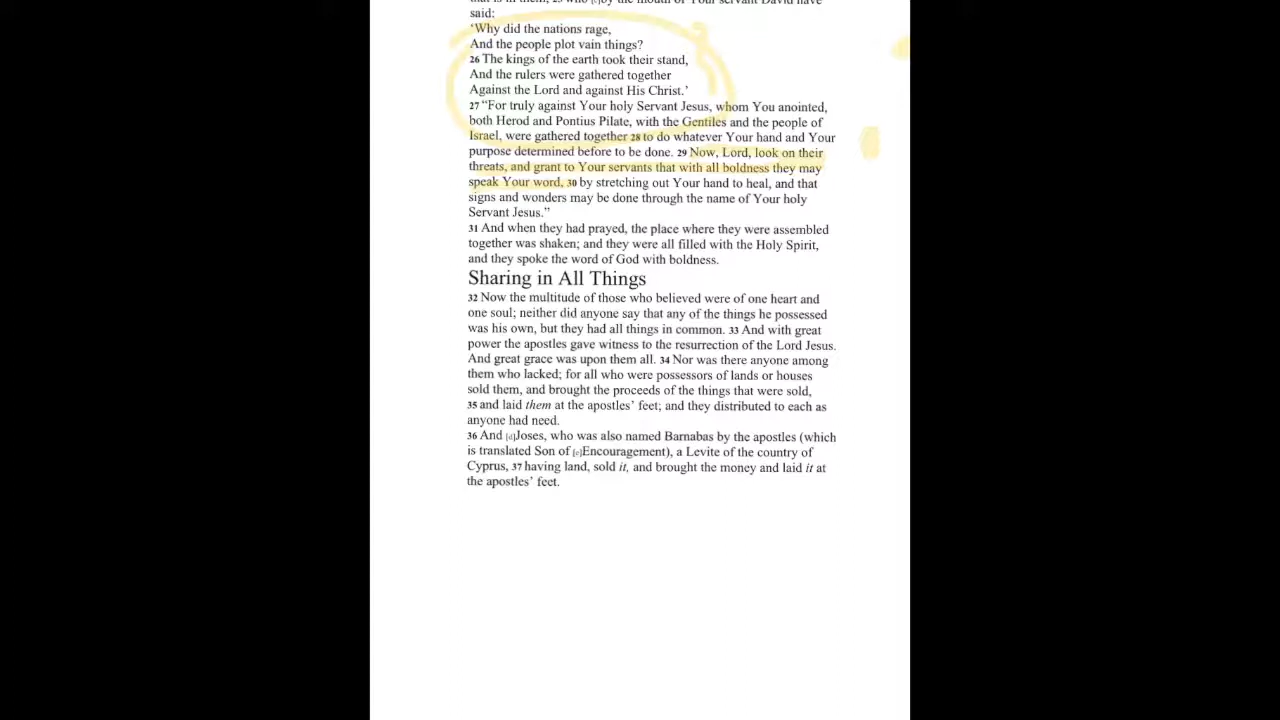 that is in them, 25 who [c]by the mouth of Your servant David have
said:
‘Why did the nations rage,
And the people plot vain things?
26 The kings of the earth took their stand,
And the rulers were gathered together
Against the Lord and against His Christ.’
27 “For truly against Your holy Servant Jesus, whom You anointed,
both Herod and Pontius Pilate, with the Gentiles and the people of
Israel, were gathered together 28 to do whatever Your hand and Your
purpose determined before to be done. 29 Now, Lord, look on their
threats, and grant to Your servants that with all boldness they may
speak Your word, 30 by stretching out Your hand to heal, and that
signs and wonders may be done through the name of Your holy
Servant Jesus.”
31 And when they had prayed, the place where they were assembled
together was shaken; and they were all filled with the Holy Spirit,
and they spoke the word of God with boldness.
Sharing in All Things
32 Now the multitude of those who believed were of one heart and
one soul; neither did anyone say that any of the things he possessed
was his own, but they had all things in common. 33 And with great
power the apostles gave witness to the resurrection of the Lord Jesus.
And great grace was upon them all. 34 Nor was there anyone among
them who lacked; for all who were possessors of lands or houses
sold them, and brought the proceeds of the things that were sold,
35 and laid them at the apostles’ feet; and they distributed to each as
anyone had need.
36 And [d]Joses, who was also named Barnabas by the apostles (which
is translated Son of [e]Encouragement), a Levite of the country of
Cyprus, 37 having land, sold it, and brought the money and laid it at
the apostles’ feet.